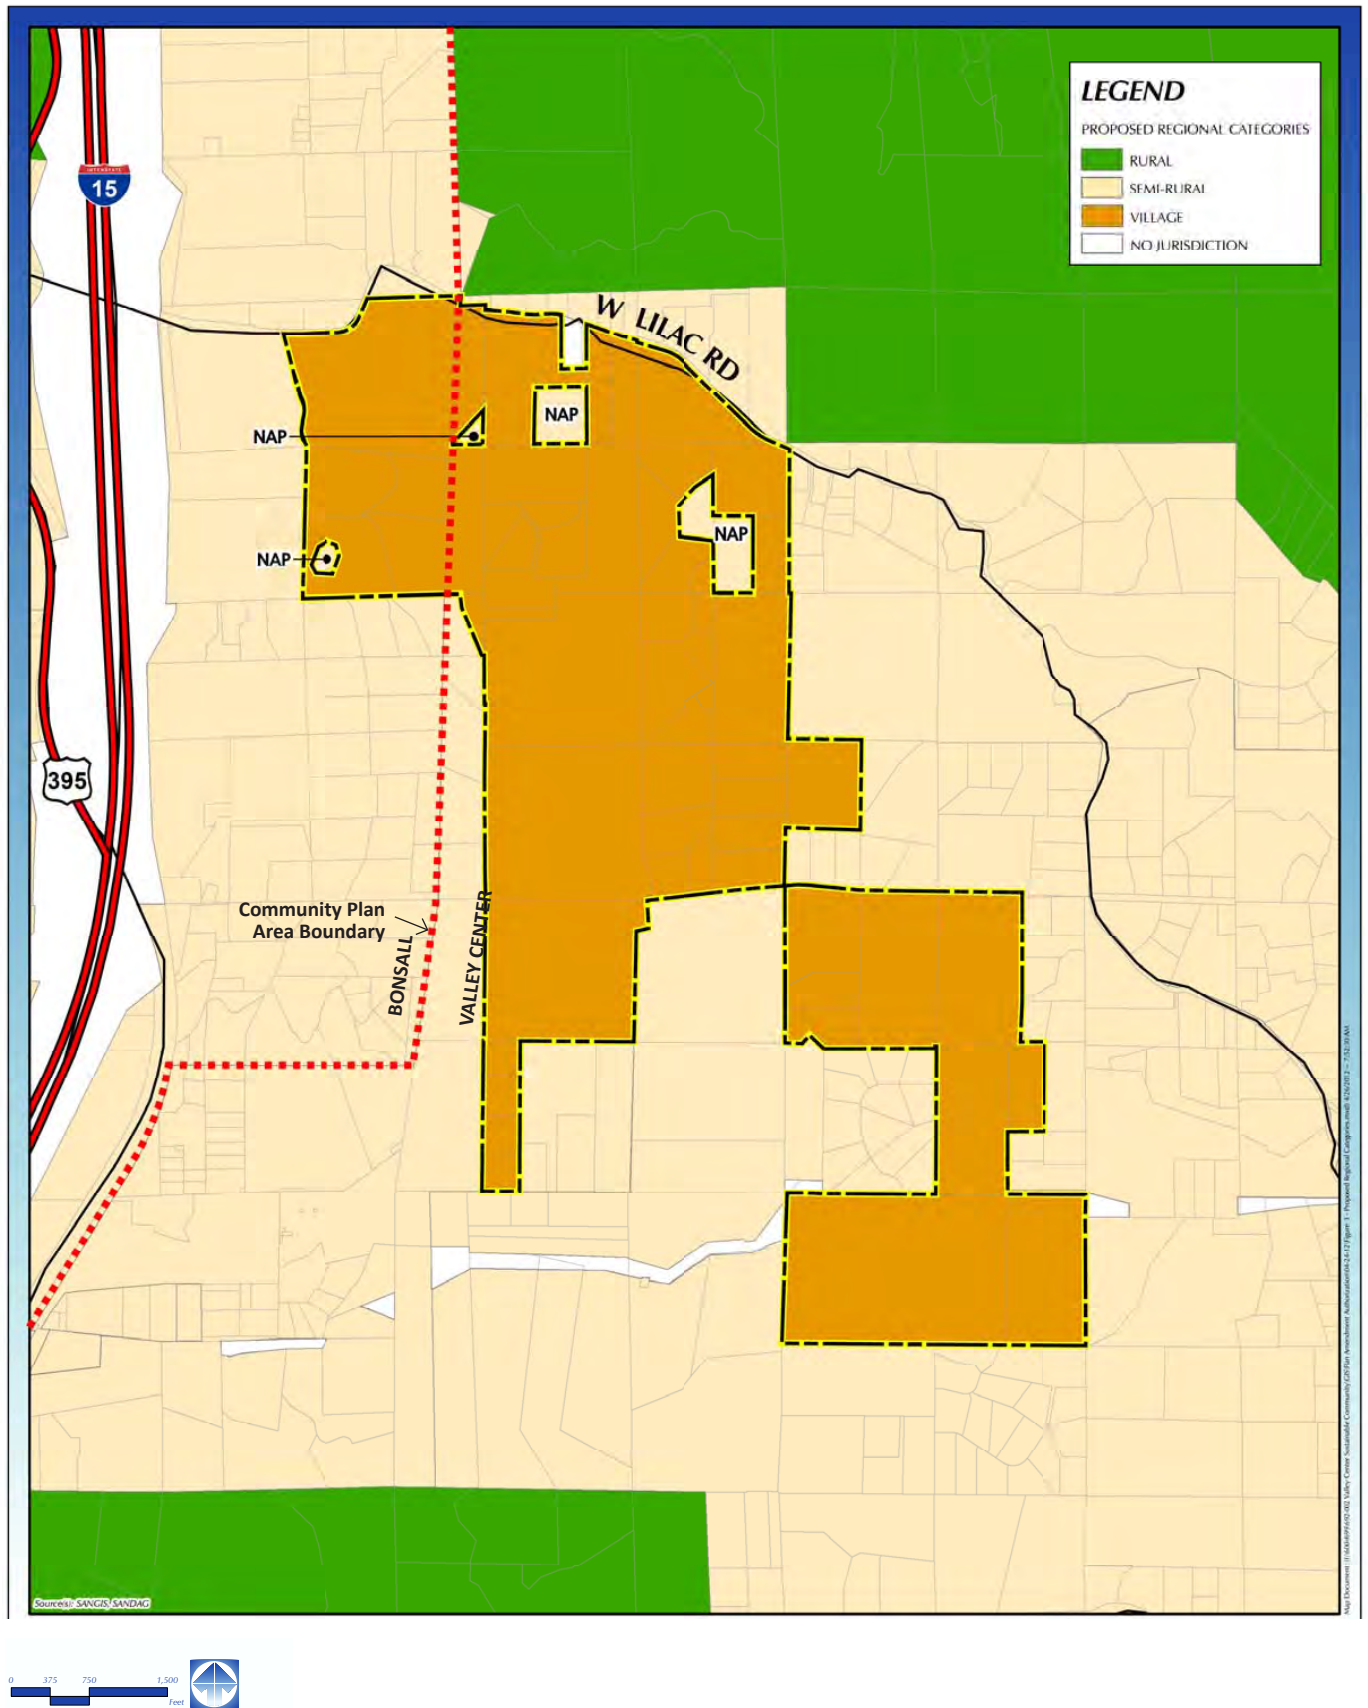 LEGEND
PROPOSED REGIONAL CATEGORIES
RURAL
SEMI-RURAL
VILLAGE
NO JURISDICTION
INTERSTATE
15
W LILAC RD
NAP
NAP
NAP
NAP
395
Community Plan
Area Boundary
BONSALL
VALLEY CENTER
Source(s): SANGIS, SANDAG
0 375 750 1,500
Feet